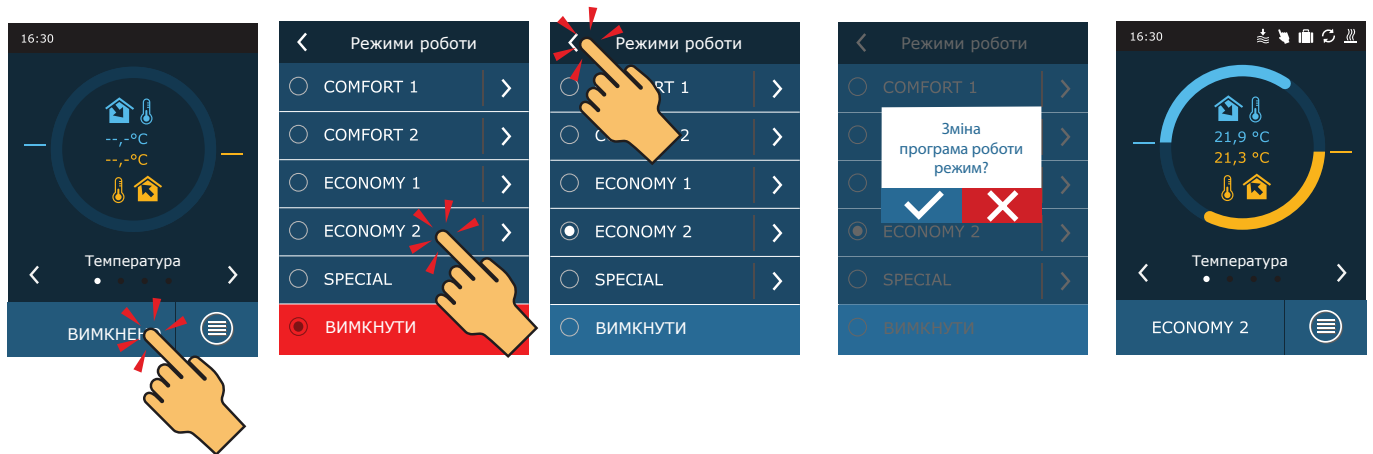 16:30
--,-°C
--,-°C
Температура
ВИМКНЕНО
Режими роботи
COMFORT 1
COMFORT 2
ECONOMY 1
ECONOMY 2
SPECIAL
ВИМКНУТИ
Режими роботи
ECONOMY 1
ECONOMY 2
SPECIAL
ВИМКНУТИ
Режими роботи
COMFORT 1
Зміна
програма роботи
режим?
ECONOMY 2
SPECIAL
ВИМКНУТИ
16:30
21,9 °C
21,3 °C
Температура
ECONOMY 2